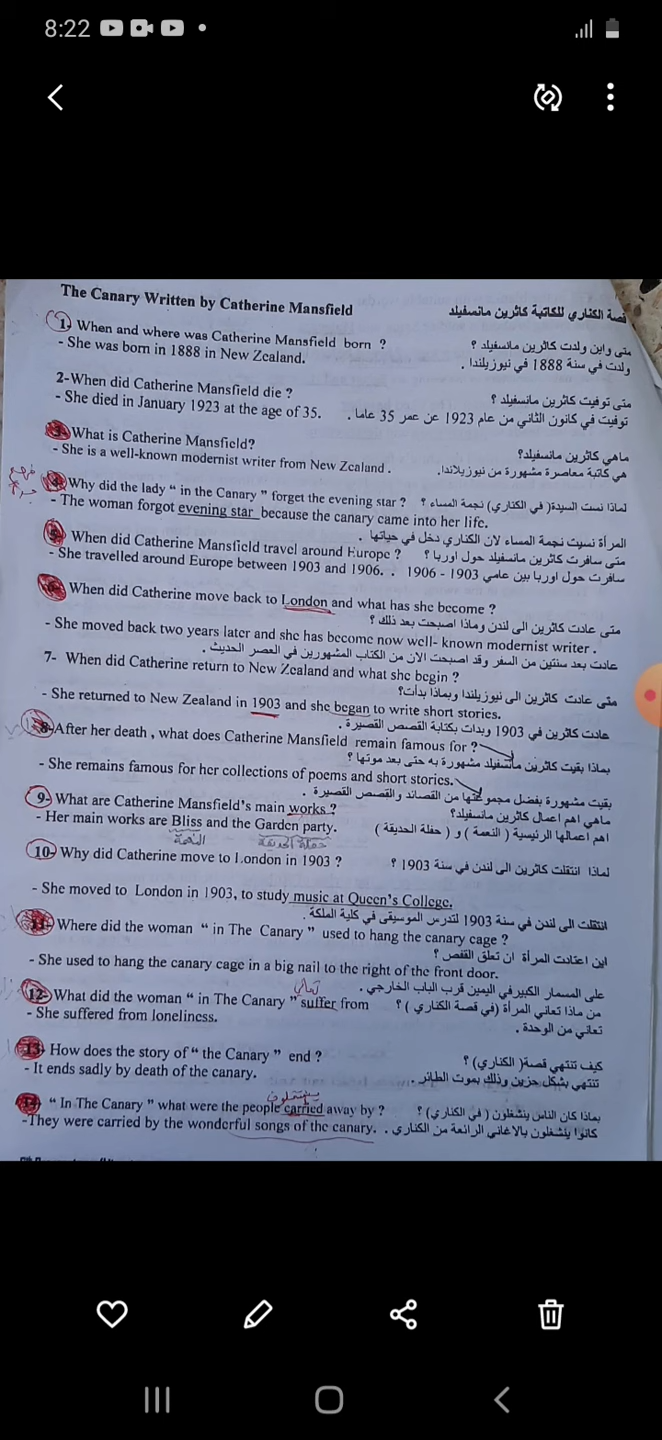 8:22
The Canary Written by Catherine Mansfield قصة الكناري للكاتبة كاثرين مانسفيلد
1- When and where was Catherine Mansfield born ? متى واين ولدت كاثرين مانسفيلد ؟
- She was born in 1888 in New Zealand. ولدت في سنة 1888 في نيوزيلندا .
2-When did Catherine Mansfield die ? متى توفيت كاثرين مانسفيلد ؟
- She died in January 1923 at the age of 35. توفيت في كانون الثاني من عام 1923 عن عمر 35 عاما .
3- What is Catherine Mansfield? ماهي كاثرين مانسفيلد؟
- She is a well-known modernist writer from New Zealand . هي كاتبة معاصرة مشهورة من نيوزيلاندا.
4- Why did the lady “ in the Canary ” forget the evening star ? لماذا نست السيدة( في الكناري) نجمة المساء ؟
- The woman forgot evening star because the canary came into her life.
المرأة نسيت نجمة المساء لان الكناري دخل في حياتها .
5- When did Catherine Mansfield travel around Europe ? متى سافرت كاثرين مانسفيلد حول اوربا ؟
- She travelled around Europe between 1903 and 1906. . سافرت حول اوربا بين عامي 1903 - 1906
6- When did Catherine move back to London and what has she become ?
متى عادت كاثرين الى لندن وماذا اصبحت بعد ذلك ؟
- She moved back two years later and she has become now well- known modernist writer .
عادت بعد سنتين من السفر وقد اصبحت الان من الكتاب المشهورين في العصر الحديث .
7- When did Catherine return to New Zealand and what she begin ?
متى عادت كاثرين الى نيوزيلندا وبماذا بدأت؟
- She returned to New Zealand in 1903 and she began to write short stories.
عادت كاثرين في 1903 وبدات بكتابة القصص القصيرة .
8-After her death , what does Catherine Mansfield remain famous for ?
بماذا بقيت كاثرين مانسفيلد مشهورة به حتى بعد موتها ؟
- She remains famous for her collections of poems and short stories.
بقيت مشهورة بفضل مجموعتها من القصائد والقصص القصيرة .
9- What are Catherine Mansfield's main works ? ماهي اهم اعمال كاثرين مانسفيلد؟
- Her main works are Bliss and the Garden party. اهم اعمالها الرئيسية ( النعمة ) و ( حفلة الحديقة )
النعمة حفلة الحديقة
10- Why did Catherine move to London in 1903 ? لماذا انتقلت كاثرين الى لندن في سنة 1903 ؟
- She moved to London in 1903, to study music at Queen's College.
انتقلت الى لندن في سنة 1903 لتدرس الموسيقى في كلية الملكة .
11- Where did the woman “ in The Canary ” used to hang the canary cage ?
اين اعتادت المرأة ان تعلق القفص ؟
- She used to hang the canary cage in a big nail to the right of the front door.
على المسمار الكبير في اليمين قرب الباب الخارجي .
تعاني
12- What did the woman “ in The Canary ” suffer from من ماذا تعاني المرأة (في قصة الكناري ) ؟
- She suffered from loneliness. تعاني من الوحدة .
13- How does the story of “ the Canary ” end ? كيف تنتهي قصة( الكناري) ؟
- It ends sadly by death of the canary. تنتهي بشكل حزين وذلك بموت الطائر .
ينشغلون
14- “ In The Canary ” what were the people carried away by ? بماذا كان الناس ينشغلون ( في الكناري) ؟
-They were carried by the wonderful songs of the canary. . كانوا ينشغلون بالاغاني الرائعة من الكناري